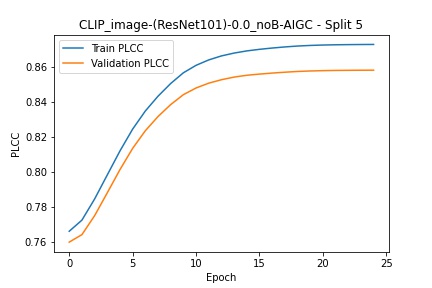 CLIP_image-(ResNet101)-0.0_noB-AIGC - Split 5
Train PLCC
Validation PLCC
PLCC
0.86
0.84
0.82
0.80
0.78
0.76
0
5
10
15
20
25
Epoch